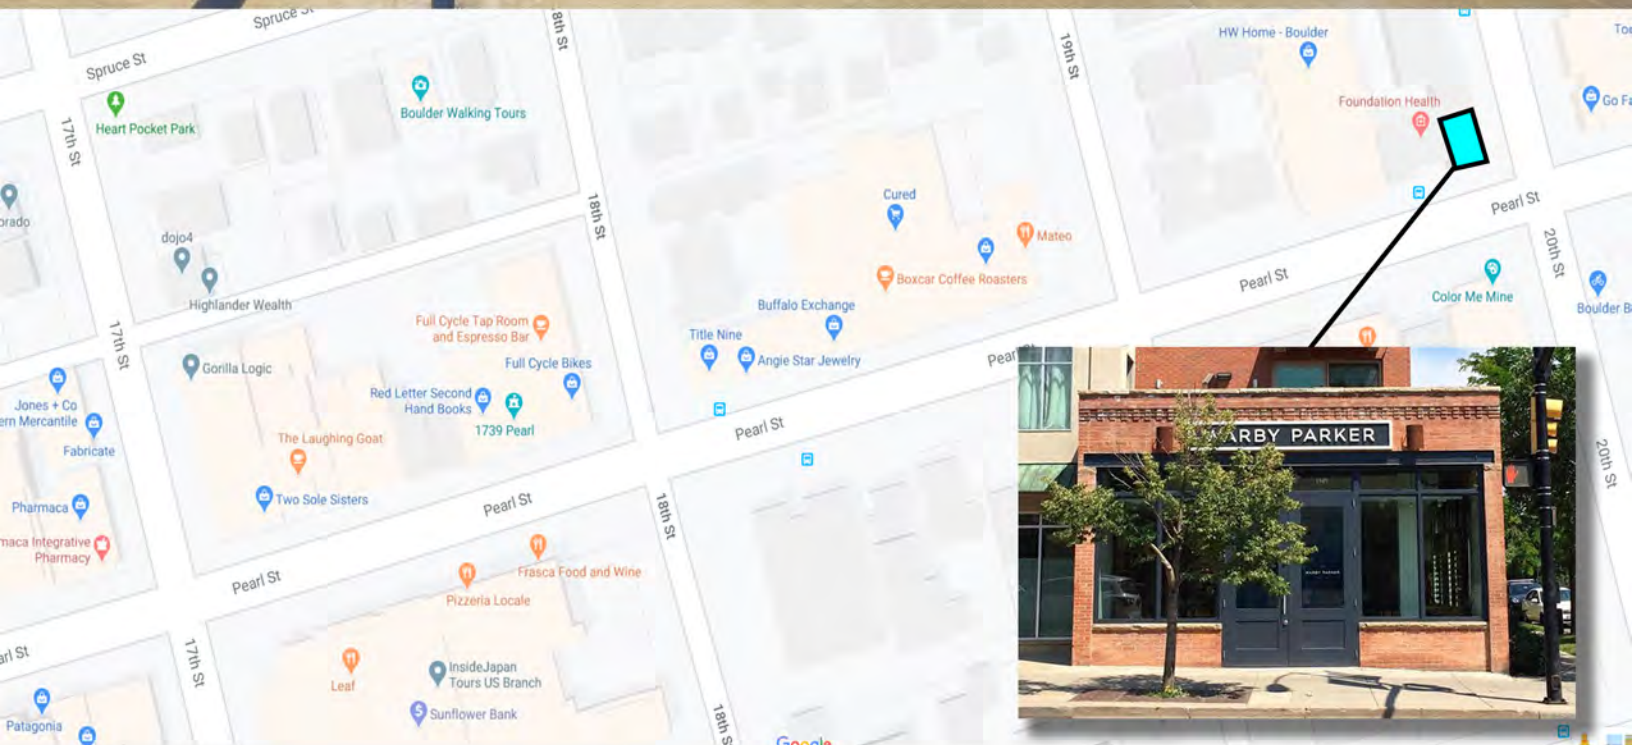 Spruce St
Spruce St
8th St
19th St
HW Home - Boulder
Foundation Health
Go Fa
Heart Pocket Park
17th St
Boulder Walking Tours
orado
dojo4
Highlander Wealth
18th St
Cured
Mateo
Boxcar Coffee Roasters
Pearl St
Pearl St
20th St
Color Me Mine
Boulder B
17th St
Full Cycle Tap Room
and Espresso Bar
Buffalo Exchange
Title Nine
Angie Star Jewelry
Gorilla Logic
Full Cycle Bikes
Red Letter Second
Hand Books
1739 Pearl
Jones + Co
ern Mercantile
Fabricate
The Laughing Goat
Two Sole Sisters
Pearl St
WARBY PARKER
WARBY PARKER
20th St
Pharmaca
maca Integrative
Pharmacy
Pearl St
18th St
Frasca Food and Wine
Pizzeria Locale
Pearl St
arl St
17th St
Leaf
InsideJapan
Tours US Branch
Sunflower Bank
18th S
Patagonia
Google